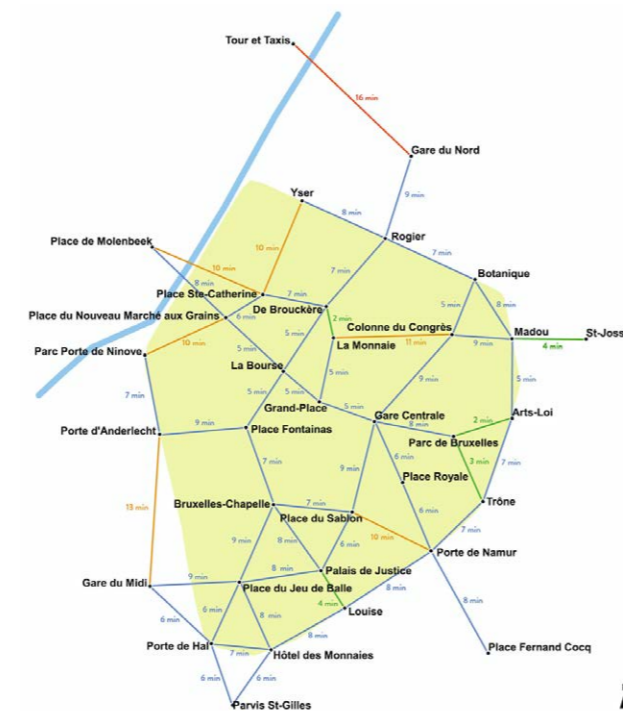 Tour et Taxis
16 min
Gare du Nord
9 min
Yser
8 min
Rogier
Place de Molenbeek
10 min
10 min
7 min
Botanique
8 min
Place Ste-Catherine
7 min
7 min
5 min
8 min
Place du Nouveau Marché aux Grains
6 min
De Brouckère
2 min
Colonne du Congrès
Madou
St-Joss
Parc Porte de Ninove
10 min
5 min
5 min
La Monnaie
11 min
9 min
4 min
La Bourse
5 min
5 min
5 min
9 min
5 min
7 min
Grand-Place
5 min
Gare Centrale
8 min
2 min
Arts-Loi
Porte d'Anderlecht
9 min
Place Fontainas
Parc de Bruxelles
7 min
9 min
6 min
3 min
7 min
Place Royale
13 min
Bruxelles-Chapelle
7 min
Place du Sablon
6 min
Trône
7 min
9 min
8 min
6 min
10 min
Porte de Namur
Gare du Midi
9 min
8 min
Palais de Justice
Place du Jeu de Balle
4 min
8 min
8 min
6 min
6 min
8 min
Louise
Porte de Hal
7 min
8 min
Hôtel des Monnaies
Place Fernand Cocq
6 min
6 min
Parvis St-Gilles